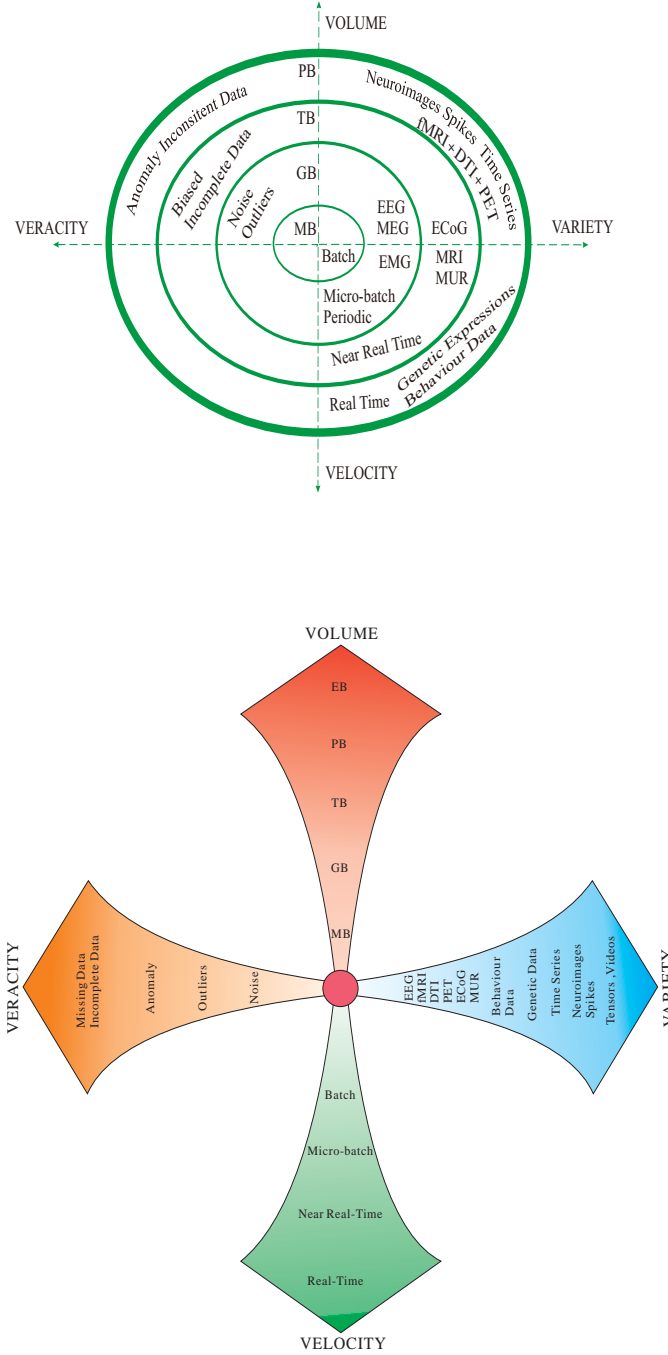 VOLUME
PB
Neuroimages Spikes Time Series
fMRI+DTI+PET
Anomaly Inconsitent Data
TB
Biased
Incomplete Data
GB
Noise
Outliers
EEG
MEG
ECoG
MB
VERACITY
VARIETY
Batch
EMG
MRI
MUR
Micro-batch
Periodic
Near Real Time
Genetic Expressions
Behaviour Data
Real Time
VELOCITY
VOLUME
EB
PB
TB
GB
MB
VERACITY
Missing Data
Incomplete Data
Anomaly
Outliers
Noise
EEG
fMRI
DTI
PET
ECoG
MUR
Behaviour
Data
Genetic Data
Time Series
Neuroimages
Spikes
Tensors ,Videos
VARIETY
Batch
Micro-batch
Near Real-Time
Real-Time
VELOCITY